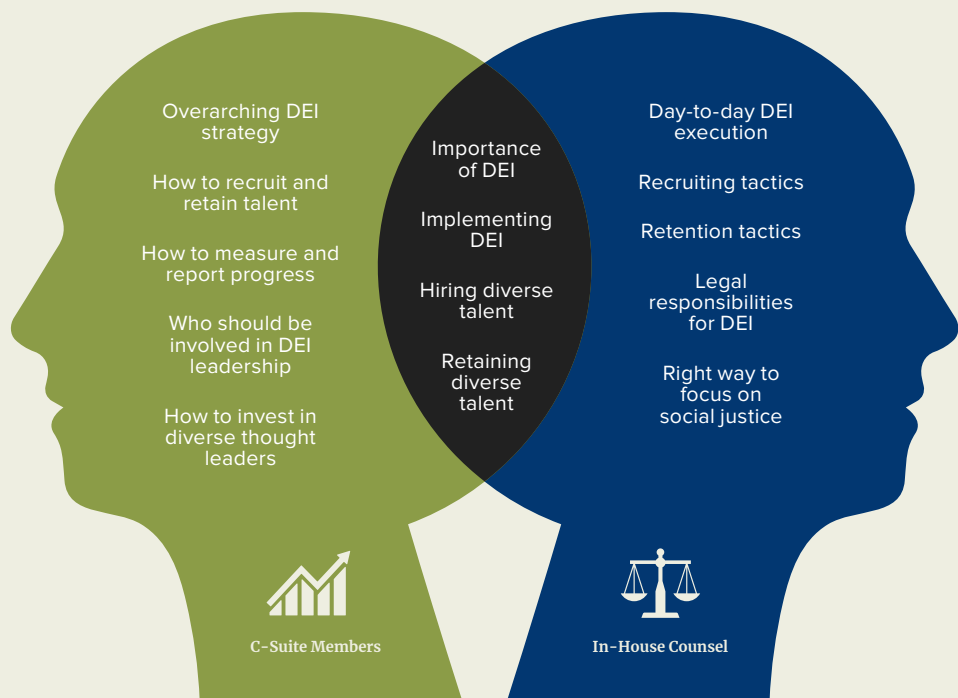 Overarching DEI
strategy
How to recruit and
retain talent
How to measure and
report progress
Who should be
involved in DEI
leadership
How to invest in
diverse thought
leaders
Importance
of DEI
Implementing
DEI
Hiring diverse
talent
Retaining
diverse
talent
Day-to-day DEI
execution
Recruiting tactics
Retention tactics
Legal
responsibilities
for DEI
Right way to
focus on
social justice
C-Suite Members
In-House Counsel